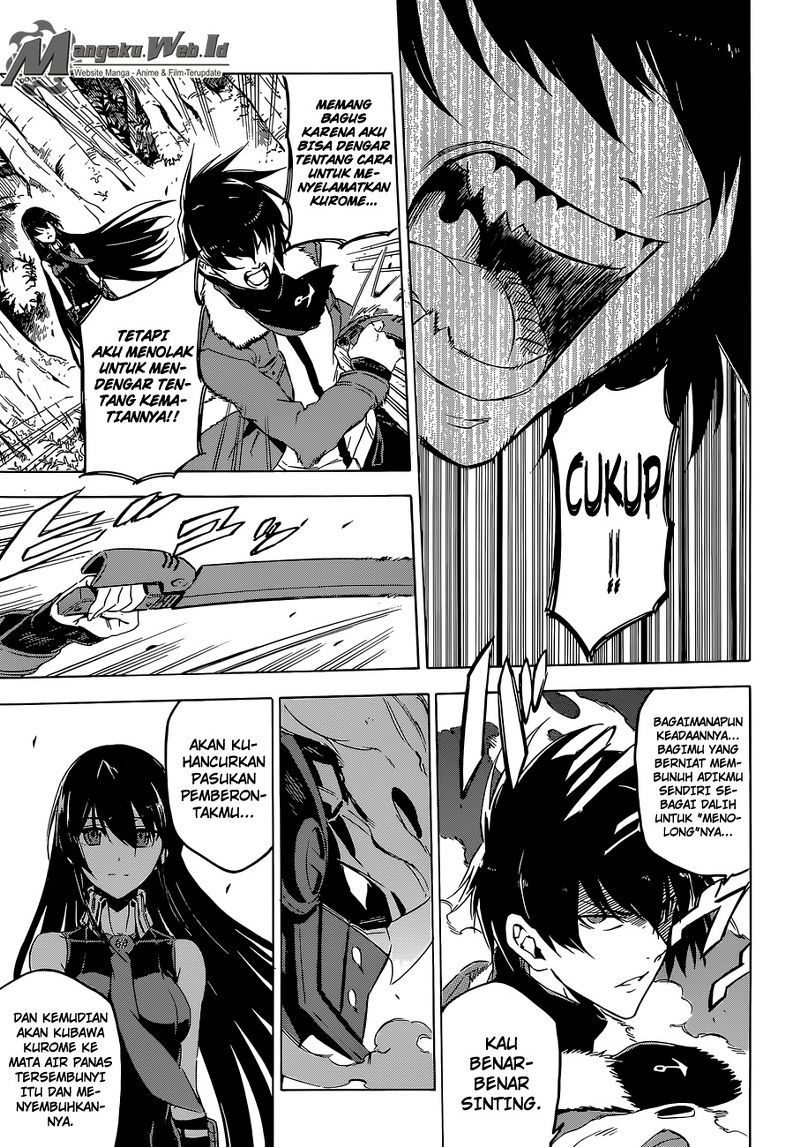 Mangaku.Web.Id
Website Manga - Anime & Film Terupdate
CUKUP
!!
MEMANG
BAGUS
KARENA AKU
BISA DENGAR
TENTANG CARA
UNTUK ME-
NYELAMATKAN
KUROME...
TETAPI
AKU MENOLAK
UNTUK MEN-
DENGAR TEN-
TANG KEMA-
TIANNYA!!
BAGAIMANAPUN
KEADAANNYA...
BAGIMU YANG
BERNIAT MEM-
BUNUH ADIKMU
SENDIRI SE-
BAGAI DALIH
UNTUK "MENO-
LONG"NYA...
KAU
BENAR-
BENAR
SINTING.
AKAN KU-
HANCURKAN
PASUKAN
PEMBERON-
TAKMU...
DAN KEMUDIAN
AKAN KUBAWA
KUROME KE
MATA AIR PANAS
TERSEMBUNYI
ITU DAN ME-
NYEMBUHKAN-
NYA.